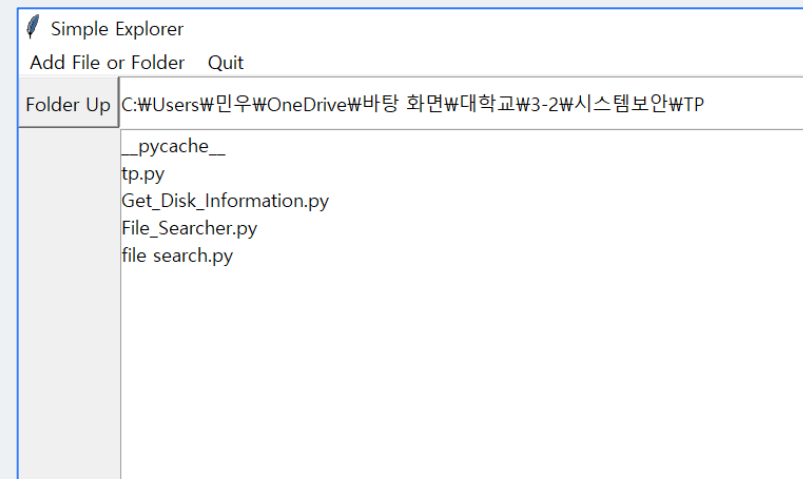 Simple Explorer
Add File or Folder Quit
Folder Up C:₩Users₩민우₩OneDrive₩바탕 화면₩대학교₩3-2₩시스템보안₩TP
__pycache__
tp.py
Get_Disk_Information.py
File_Searcher.py
file search.py